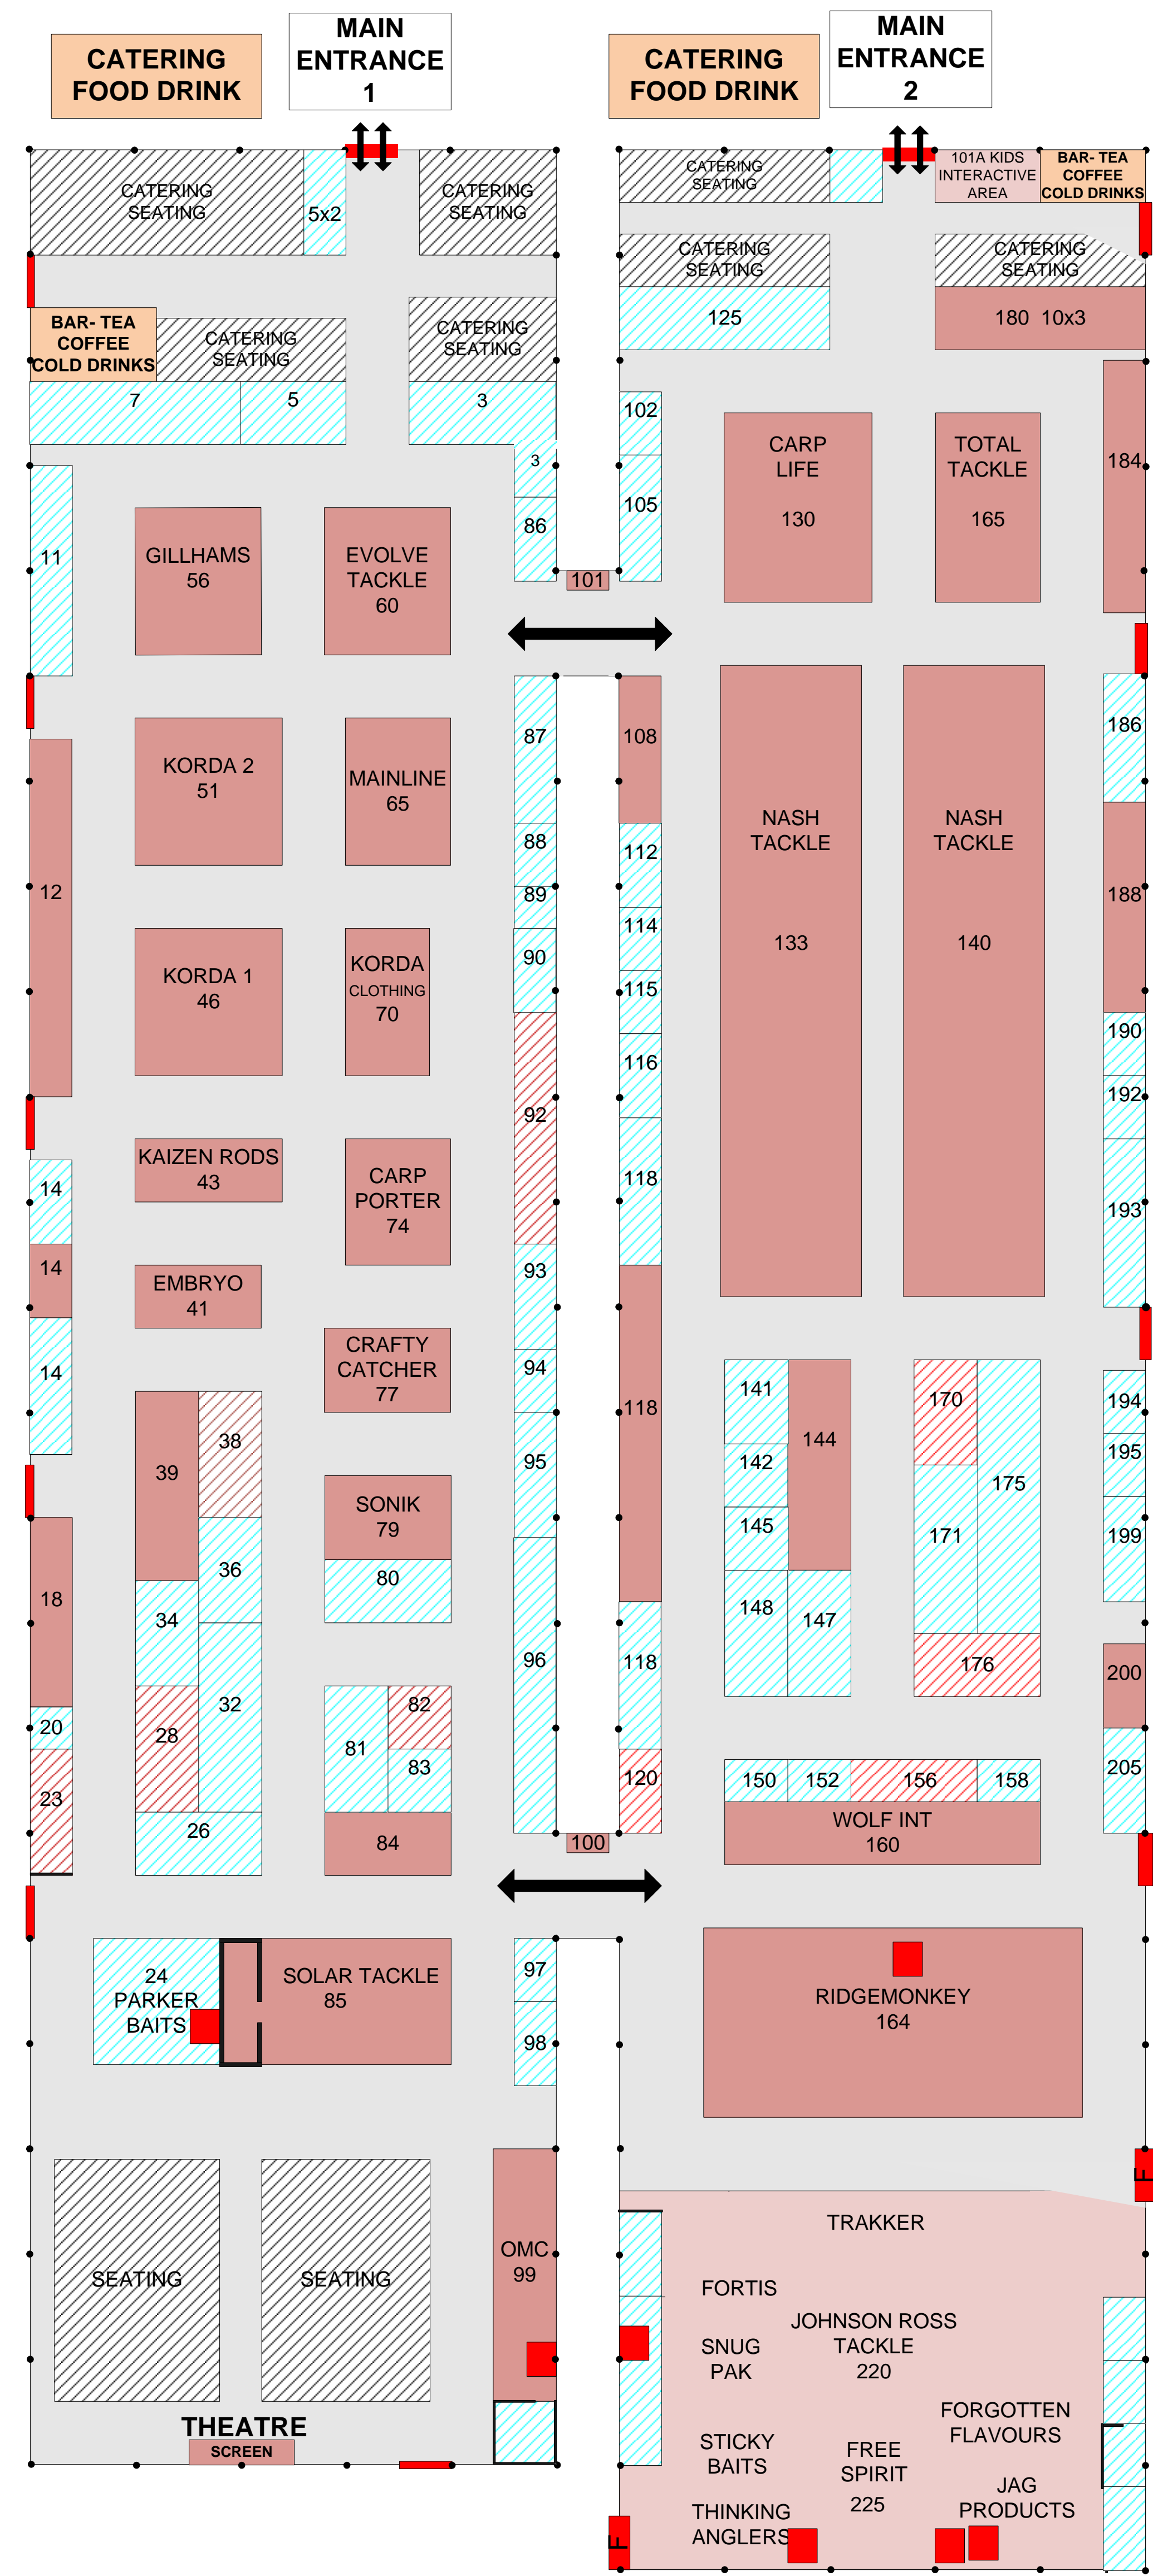 CATERING
FOOD DRINK
MAIN
ENTRANCE
1
CATERING
FOOD DRINK
MAIN
ENTRANCE
2
CATERING
SEATING
5x2
CATERING
SEATING
BAR- TEA
COFFEE
COLD DRINKS
CATERING
SEATING
CATERING
SEATING
7
5
3
3
86
11
GILLHAMS
56
EVOLVE
TACKLE
60
12
KORDA 2
51
MAINLINE
65
87
88
89
90
KORDA 1
46
KORDA
CLOTHING
70
92
KAIZEN RODS
43
CARP
PORTER
74
14
14
14
EMBRYO
41
93
CRAFTY
CATCHER
77
94
95
39
38
36
34
32
28
26
SONIK
79
80
18
20
23
96
81
82
83
84
24
PARKER
BAITS
SOLAR TACKLE
85
97
98
SEATING
SEATING
OMC
99
THEATRE
SCREEN
101
100
CATERING
SEATING
101A KIDS
INTERACTIVE
AREA
BAR- TEA
COFFEE
COLD DRINKS
CATERING
SEATING
CATERING
SEATING
125
180 10x3
102
105
CARP
LIFE
130
TOTAL
TACKLE
165
184
108
NASH
TACKLE
133
NASH
TACKLE
140
186
188
112
114
115
116
118
190
192
193
118
141
142
145
144
148
147
170
171
175
176
194
195
199
118
120
200
205
150
152
156
158
WOLF INT
160
RIDGEMONKEY
164
F
TRAKKER
FORTIS
JOHNSON ROSS
TACKLE
220
SNUG
PAK
FORGOTTEN
FLAVOURS
STICKY
BAITS
FREE
SPIRIT
225
JAG
PRODUCTS
THINKING
ANGLERS
F